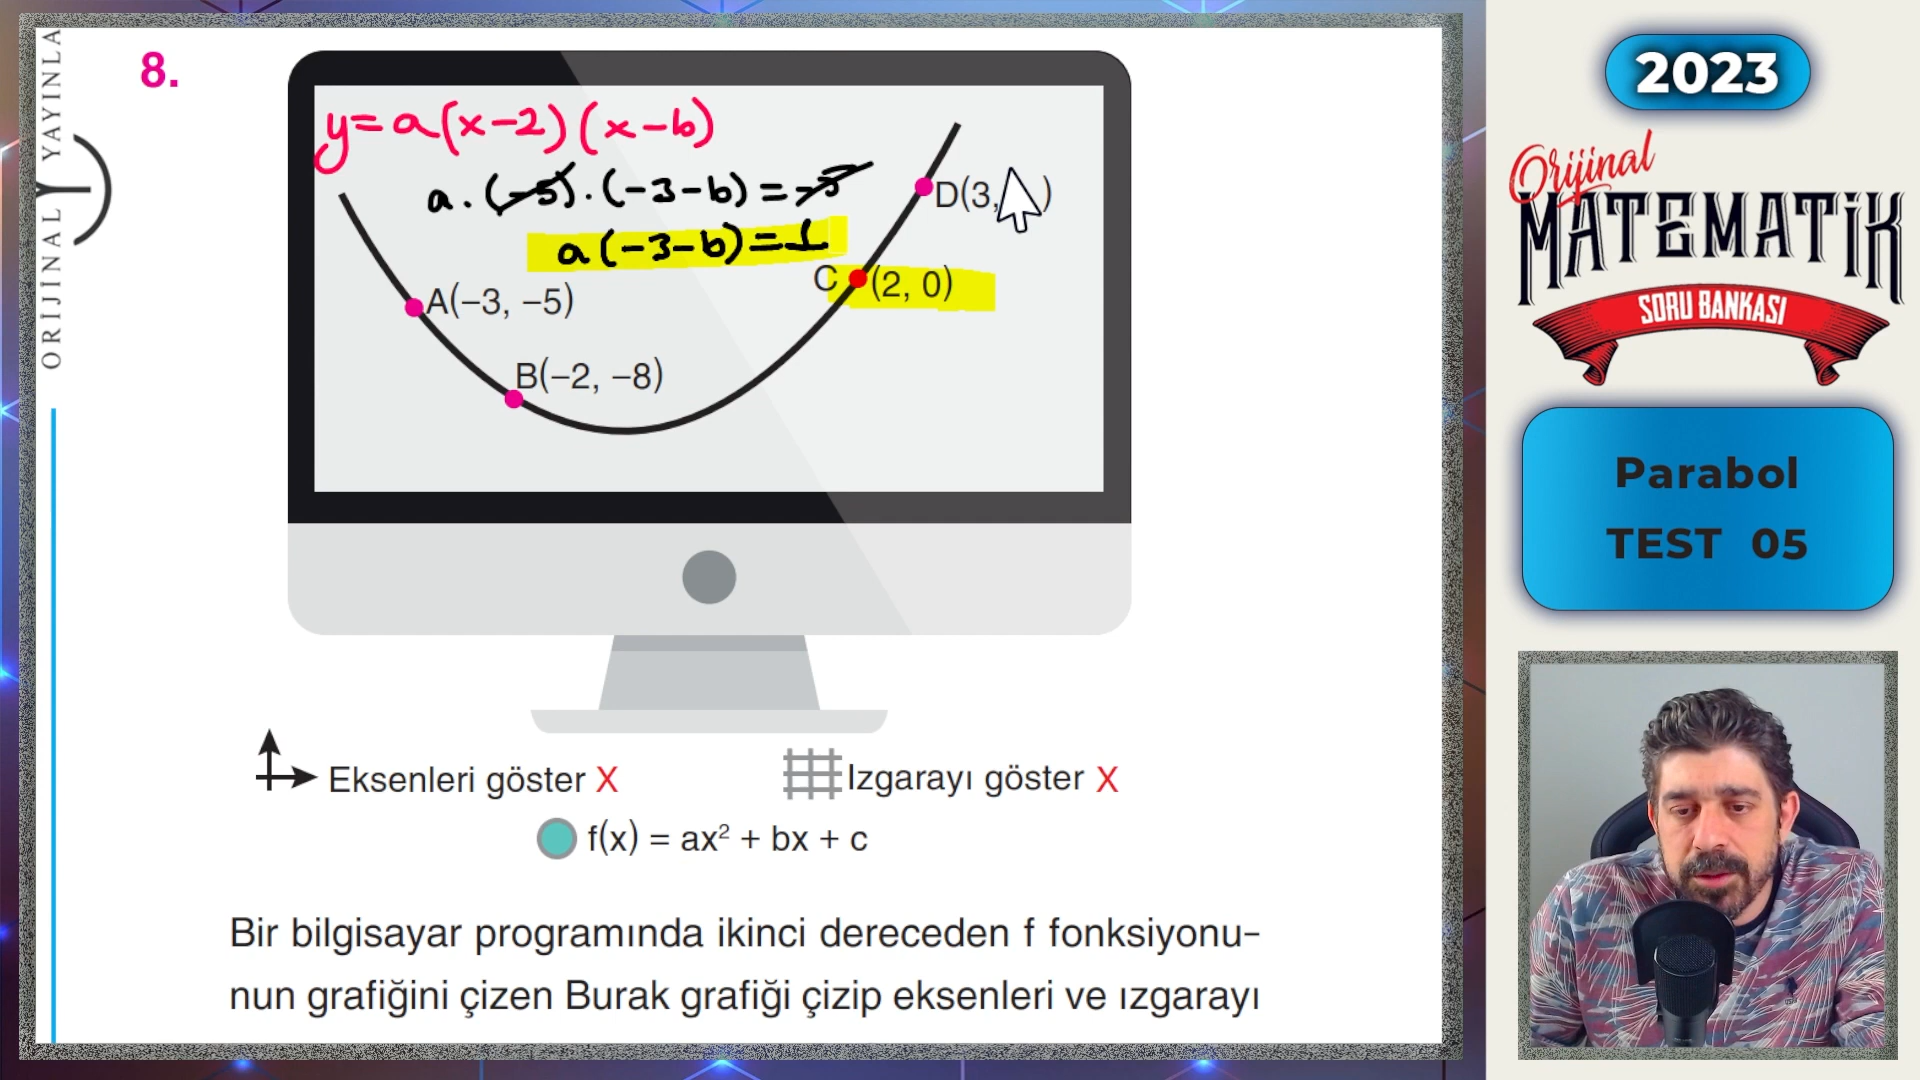 ORIJINAL YAYINLA
8.
y=a(x-2)(x-b)
a.(-5).(-3-b)=-5
a(-3-b)=1
D(3, )
C (2, 0)
A(−3, −5)
B(−2, −8)
Eksenleri göster X
Izgarayı göster X
f(x) = ax² + bx + c
Bir bilgisayar programında ikinci dereceden f fonksiyonu-
nun grafiğini çizen Burak grafiği çizip eksenleri ve ızgarayı
2023
Orijinal
MATEMATİK
SORU BANKASI
Parabol
TEST 05